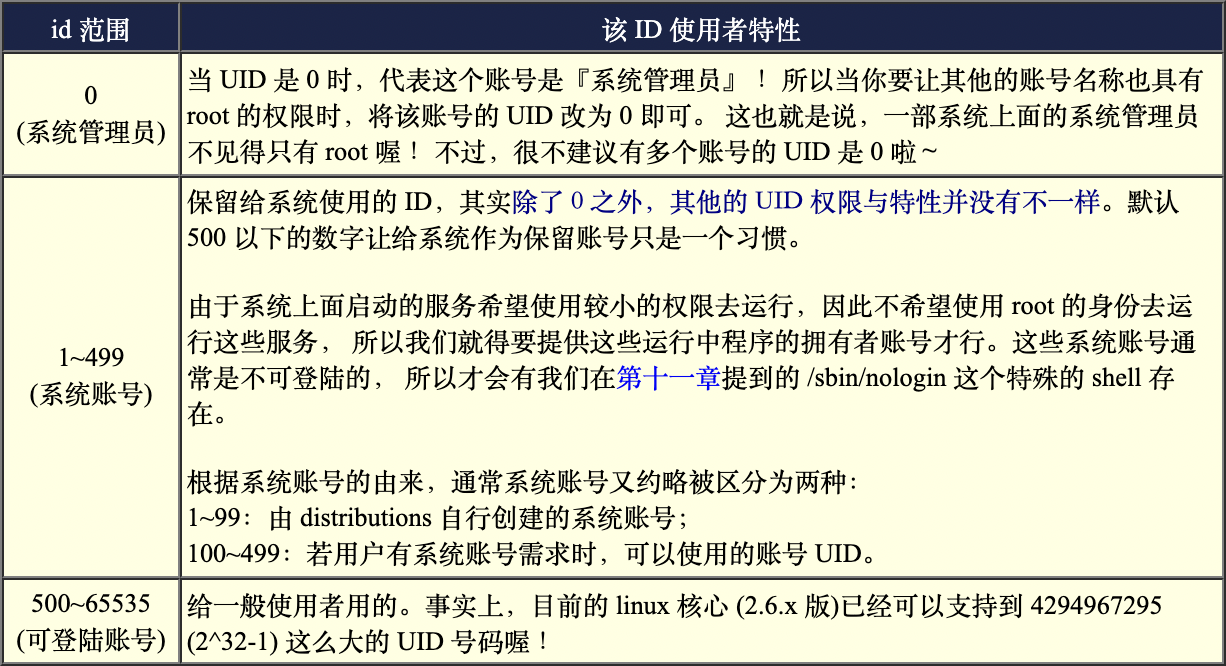 id 范围
该 ID 使用者特性
0
(系统管理员)
当 UID 是 0 时，代表这个账号是『系统管理员』！ 所以当你要让其他的账号名称也具有
root 的权限时，将该账号的 UID 改为 0 即可。 这也就是说，一部系统上面的系统管理员
不见得只有 root 喔！ 不过，很不建议有多个账号的 UID 是 0 啦～
1~499
(系统账号)
保留给系统使用的 ID，其实除了 0 之外，其他的 UID 权限与特性并没有不一样。默认
500 以下的数字让给系统作为保留账号只是一个习惯。
由于系统上面启动的服务希望使用较小的权限去运行，因此不希望使用 root 的身份去运
行这些服务， 所以我们就得要提供这些运行中程序的拥有者账号才行。这些系统账号通
常是不可登陆的， 所以才会有我们在第十一章提到的 /sbin/nologin 这个特殊的 shell 存
在。
根据系统账号的由来，通常系统账号又约略被区分为两种：
1~99：由 distributions 自行创建的系统账号；
100~499：若用户有系统账号需求时，可以使用的账号 UID。
500~65535
(可登陆账号)
给一般使用者用的。事实上，目前的 linux 核心 (2.6.x 版)已经可以支持到 4294967295
(2^32-1) 这么大的 UID 号码喔！